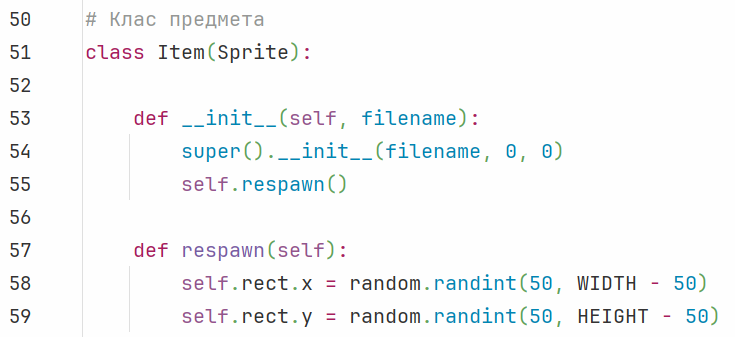 50 # Клас предмета
51 class Item(Sprite):
52
53 def __init__(self, filename):
54 super().__init__(filename, 0, 0)
55 self.respawn()
56
57 def respawn(self):
58 self.rect.x = random.randint(50, WIDTH - 50)
59 self.rect.y = random.randint(50, HEIGHT - 50)